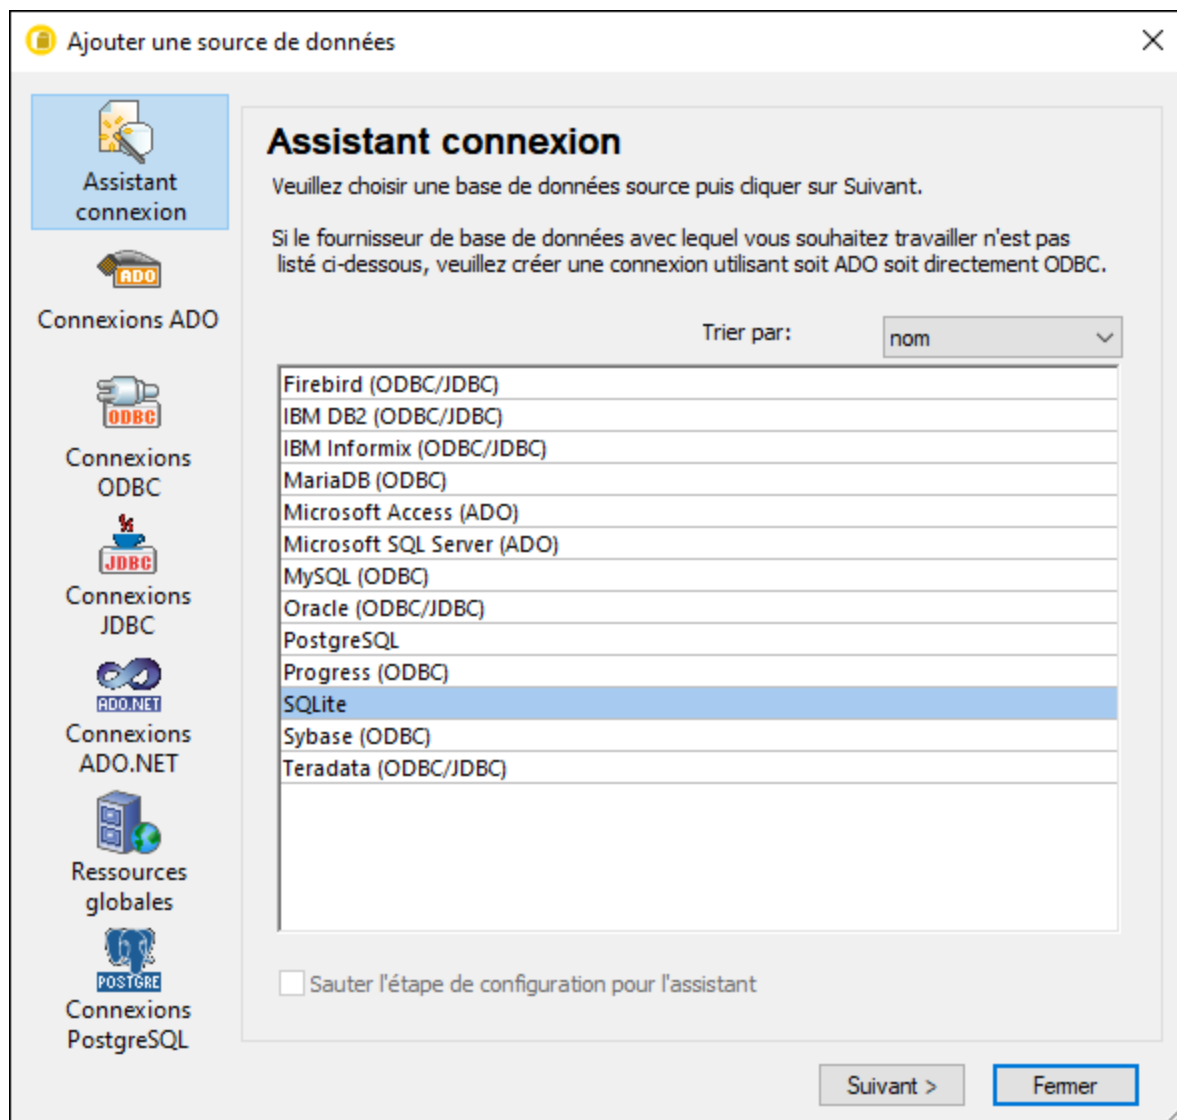 Ajouter une source de données
Assistant
connexion
ADO
Connexions ADO
ODBC
Connexions
ODBC
JDBC
Connexions
JDBC
ADO.NET
Connexions
ADO.NET
Ressources
globales
POSTGRE
Connexions
PostgreSQL
Assistant connexion
Veuillez choisir une base de données source puis cliquer sur Suivant.
Si le fournisseur de base de données avec lequel vous souhaitez travailler n'est pas
listé ci-dessous, veuillez créer une connexion utilisant soit ADO soit directement ODBC.
Trier par:
nom
Firebird (ODBC/JDBC)
IBM DB2 (ODBC/JDBC)
IBM Informix (ODBC/JDBC)
MariaDB (ODBC)
Microsoft Access (ADO)
Microsoft SQL Server (ADO)
MySQL (ODBC)
Oracle (ODBC/JDBC)
PostgreSQL
Progress (ODBC)
SQLite
Sybase (ODBC)
Teradata (ODBC/JDBC)
Sauter l'étape de configuration pour l'assistant
Suivant >
Fermer